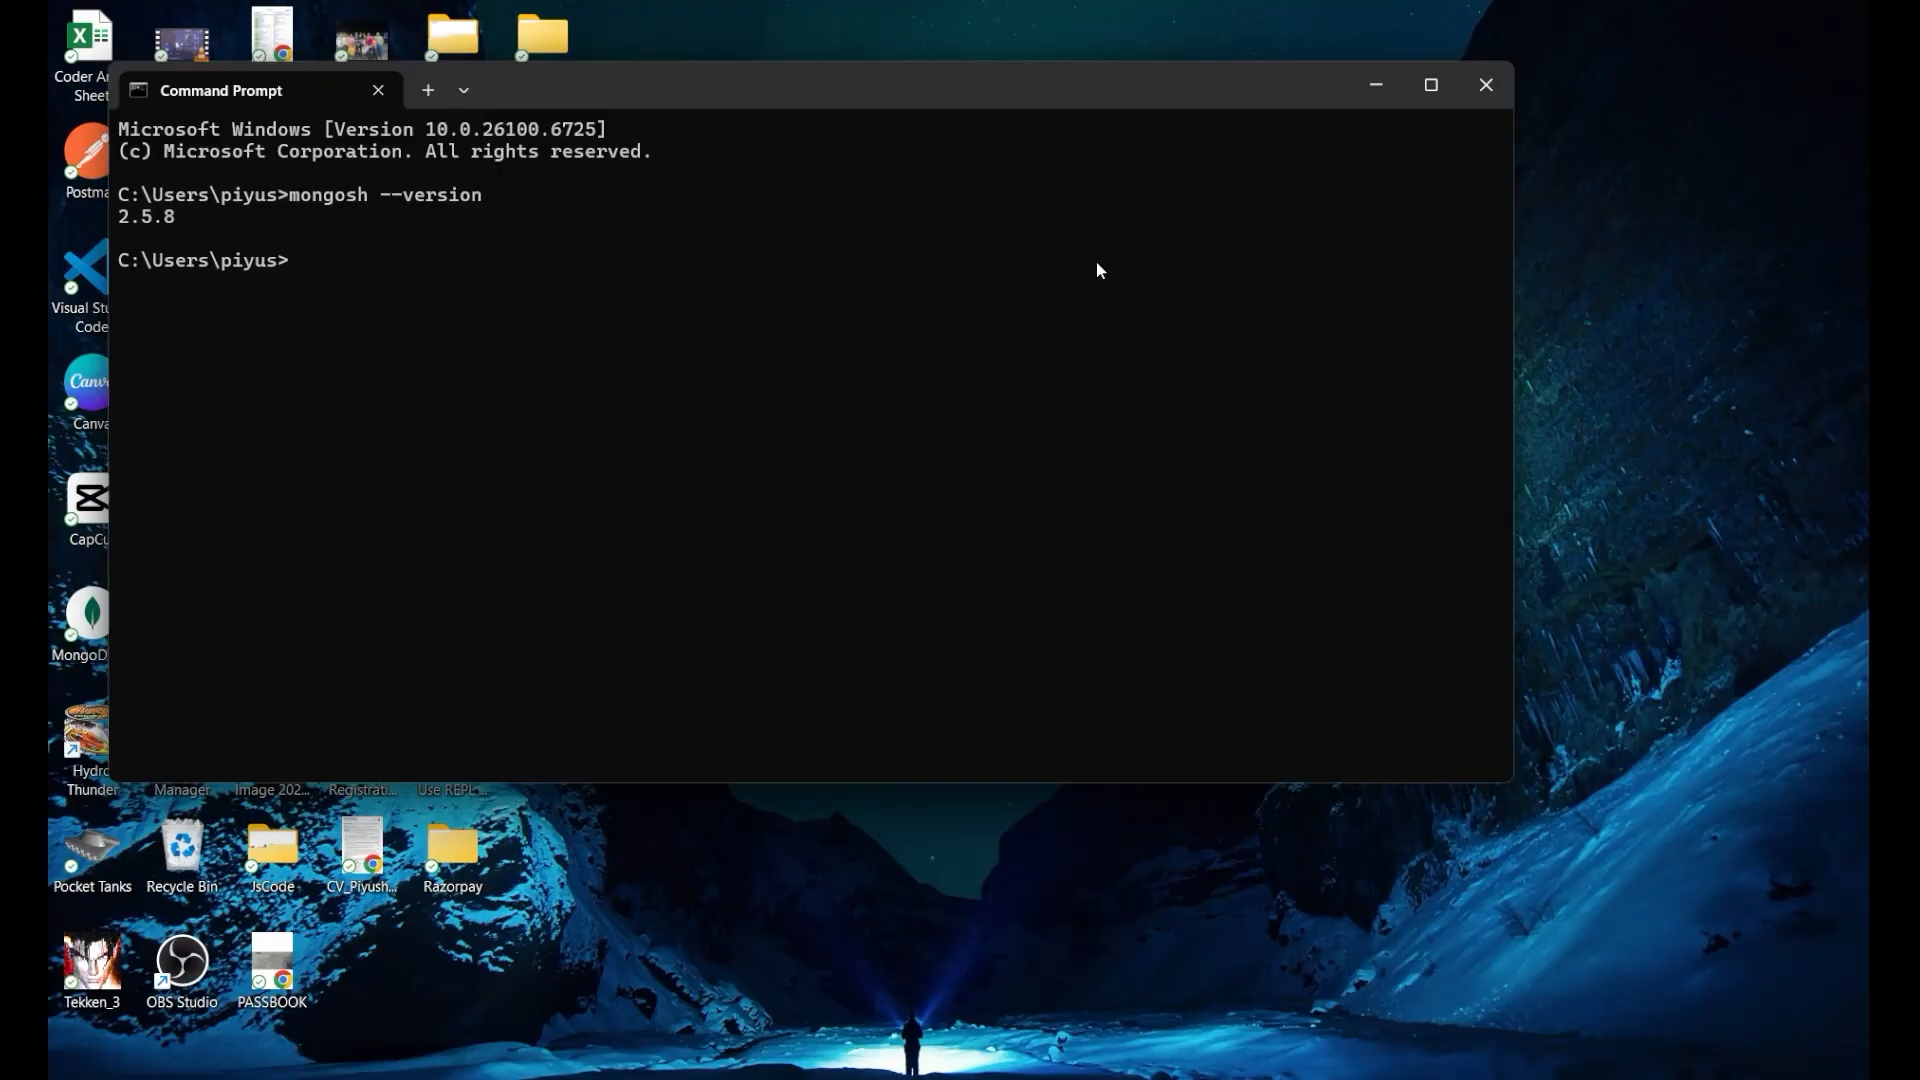 Command Prompt
Microsoft Windows [Version 10.0.26100.6725]
(c) Microsoft Corporation. All rights reserved.
C:\Users\piyus>mongosh --version
2.5.8
C:\Users\piyus>
Coder Ar
Sheet
Postma
Visual Stu
Code
Canva
CapCu
MongoD
Hydro
Thunder
Manager
Image 202...
Registrati...
Use REPL ...
Pocket Tanks
Recycle Bin
JsCode
CV_Piyush...
Razorpay
Tekken_3
OBS Studio
PASSBOOK